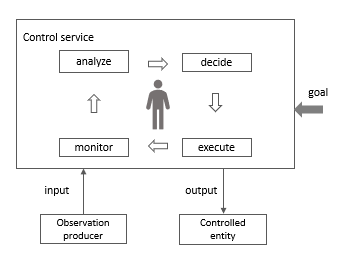 Control service
analyze
decide
goal
monitor
execute
input
output
Observation
producer
Controlled
entity